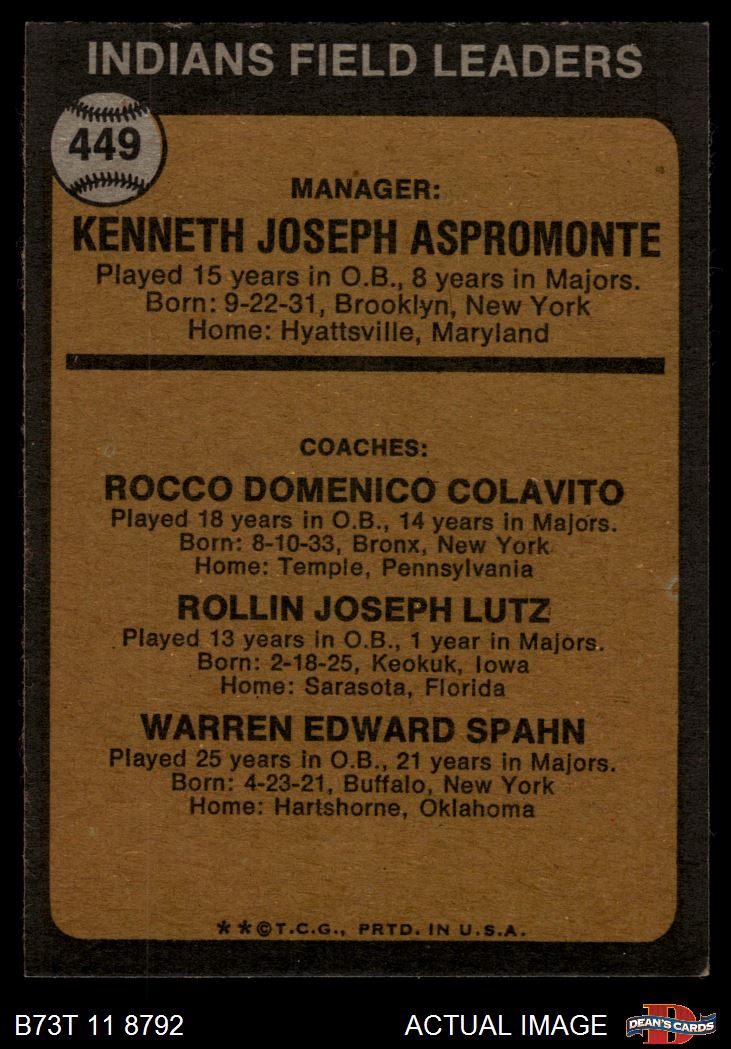 INDIANS FIELD LEADERS
449
MANAGER:
KENNETH JOSEPH ASPROMONTE
Played 15 years in O.B., 8 years in Majors.
Born: 9-22-31, Brooklyn, New York
Home: Hyattsville, Maryland
COACHES:
ROCCO DOMENICO COLAVITO
Played 18 years in O.B., 14 years in Majors.
Born: 8-10-33, Bronx, New York
Home: Temple, Pennsylvania
ROLLIN JOSEPH LUTZ
Played 13 years in O.B., 1 year in Majors.
Born: 2-18-25, Keokuk, Iowa
Home: Sarasota, Florida
WARREN EDWARD SPAHN
Played 25 years in O.B., 21 years in Majors.
Born: 4-23-21, Buffalo, New York
Home: Hartshorne, Oklahoma
**©T.C.G., PRTD. IN U.S.A.
B73T 11 8792
ACTUAL IMAGE
D
DEAN'S CARDS